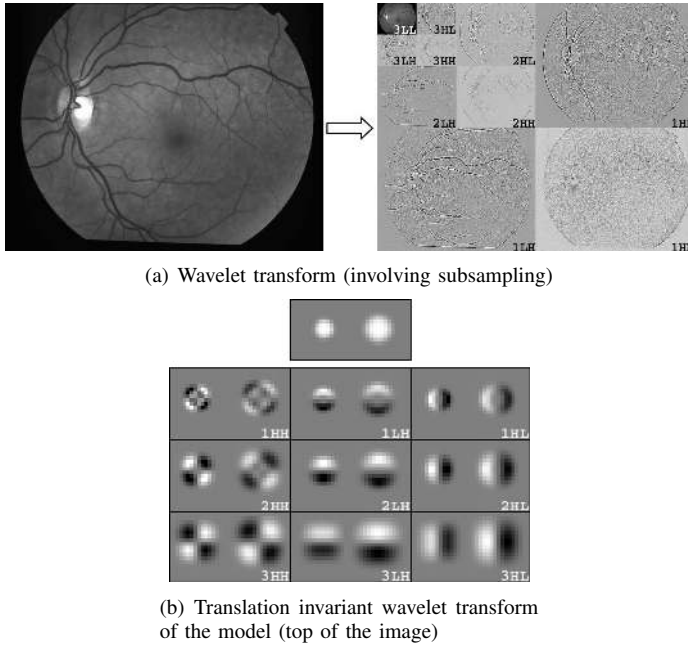 3LL
3HL
3LH
3HH
2HL
2LH
2HH
1HL
1LH
1HH
(a) Wavelet transform (involving subsampling)
1HH
1LH
1HL
2HH
2LH
2HL
3HH
3LH
3HL
(b) Translation invariant wavelet transform
of the model (top of the image)